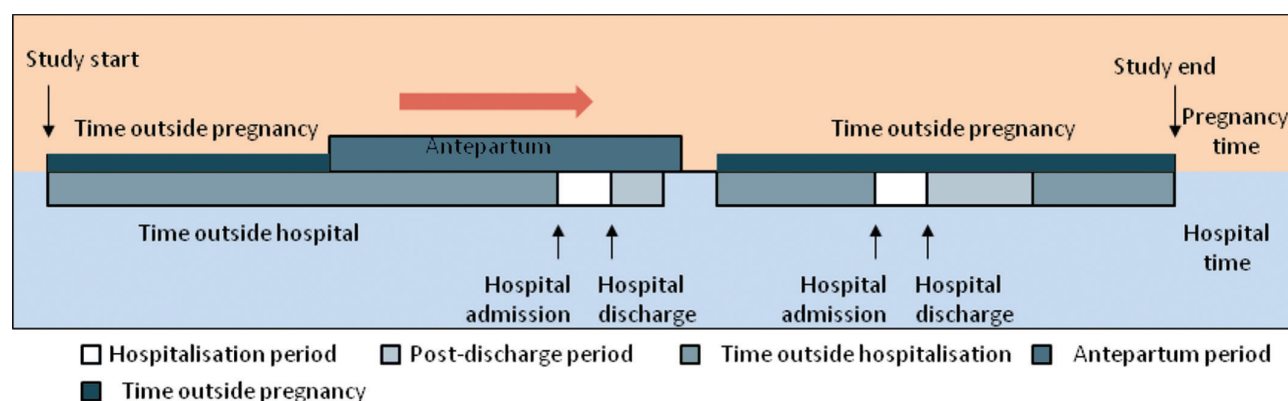 Study start
Study end
Time outside pregnancy
Antepartum
Time outside pregnancy
Pregnancy
time
Time outside hospital
Hospital
time
Hospital
admission
Hospital
discharge
Hospital
admission
Hospital
discharge
Hospitalisation period
Post-discharge period
Time outside hospitalisation
Antepartum period
Time outside pregnancy